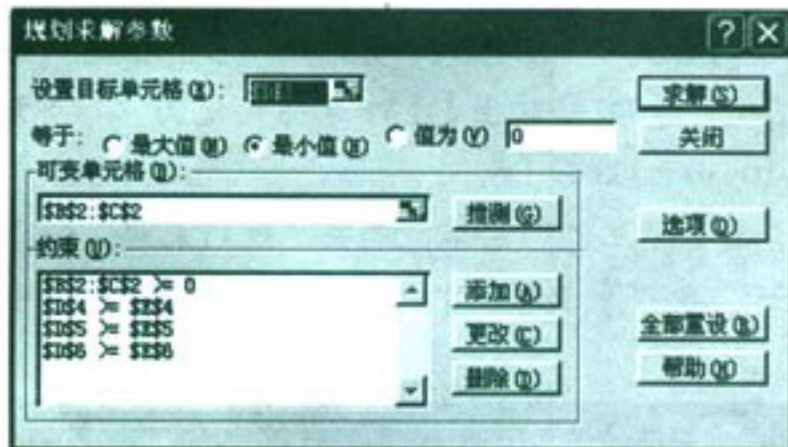 规划求解参数
设置目标单元格(E):
求解(S)
等于: 最大值(M) 最小值(N) 值为(V) 0
关闭
可变单元格(B):
$B$2:$C$2
推测(G)
选项(O)
约束(U):
$B$2:$C$2 >= 0
$D$4 >= $E$4
$D$5 >= $E$5
$D$6 >= $E$6
添加(A)
更改(C)
删除(D)
全部重设(R)
帮助(H)